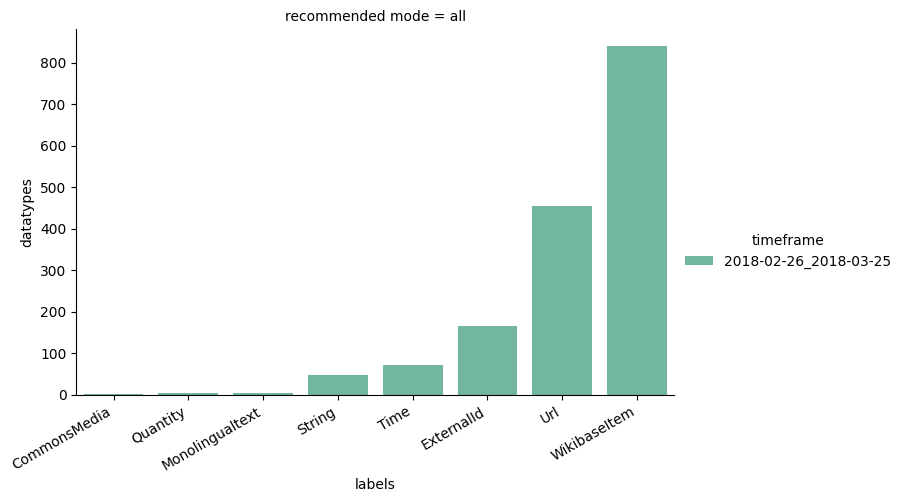 recommended mode = all
datatypes
800
700
600
500
400
300
200
100
0
CommonsMedia
Quantity
Monolingualtext
String
Time
ExternalId
Url
WikibaseItem
labels
timeframe
2018-02-26_2018-03-25